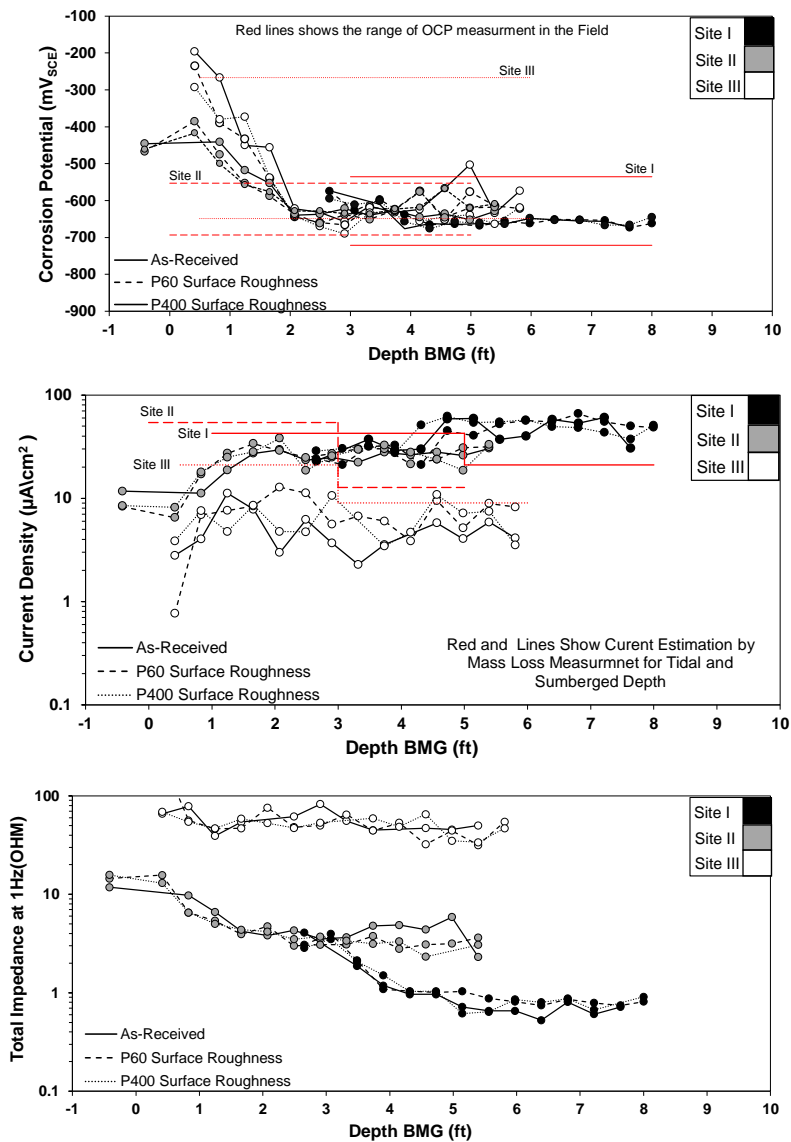 Red lines shows the range of OCP measurment in the Field
Site I
Site II
Site III
Corrosion Potential (mVSCE)
-100
-200
-300
-400
-500
-600
-700
-800
-900
Site III
Site II
Site I
As-Received
P60 Surface Roughness
P400 Surface Roughness
-1 0 1 2 3 4 5 6 7 8 9 10
Depth BMG (ft)
Current Density (µA\cm²)
100
10
1
0.1
Site II
Site I
Site III
Site I
Site II
Site III
As-Received
P60 Surface Roughness
P400 Surface Roughness
Red and Lines Show Curent Estimation by
Mass Loss Measurmnet for Tidal and
Sumberged Depth
-1 0 1 2 3 4 5 6 7 8 9 10
Depth BMG (ft)
Total Impedance at 1Hz(OHM)
100
10
1
0.1
Site I
Site II
Site III
As-Received
P60 Surface Roughness
P400 Surface Roughness
-1 0 1 2 3 4 5 6 7 8 9 10
Depth BMG (ft)